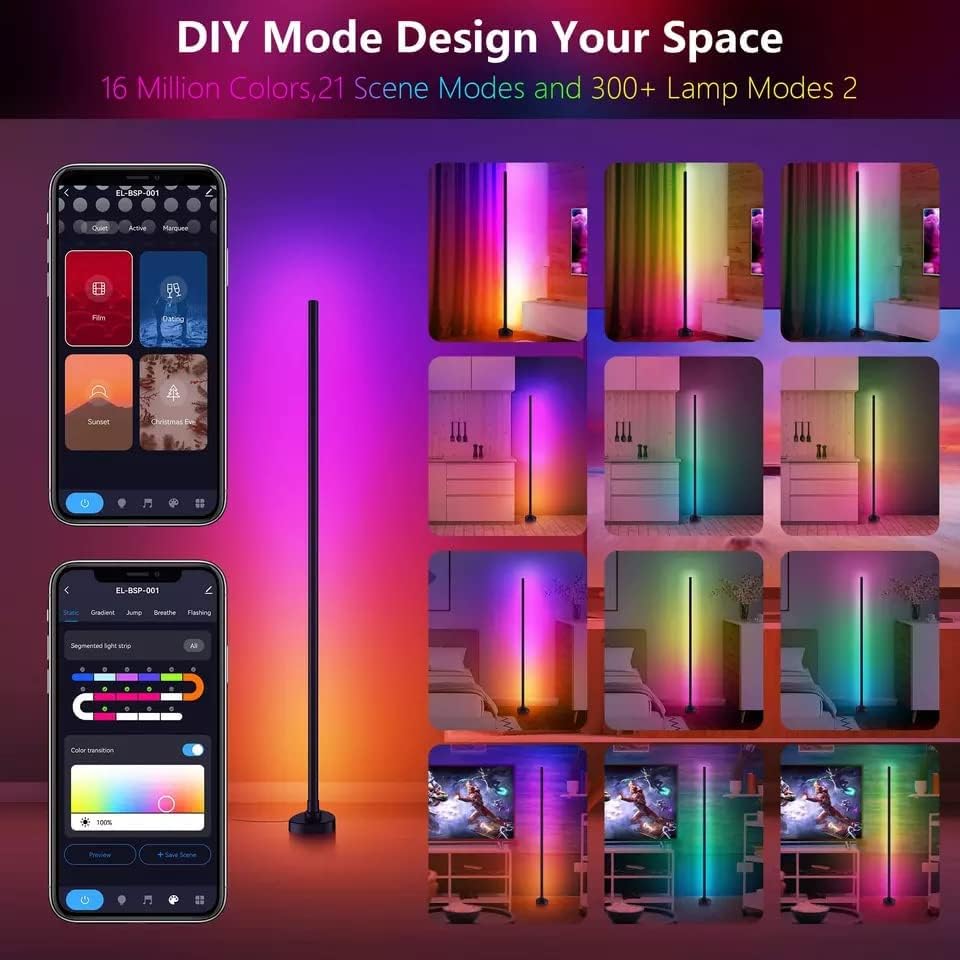 DIY Mode Design Your Space
16 Million Colors,21 Scene Modes and 300+ Lamp Modes 2
EL-BSP-001
Quiet Active Marquee
Film Dating
Sunset Christmas Eve
EL-BSP-001
Static Gradient Jump Breathe Flashing
Segmented light strip All
Color transition
100%
Preview + Save Scene